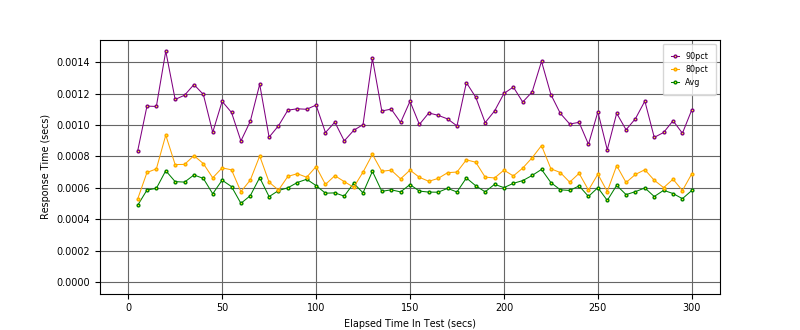 90pct
80pct
Avg
0.0014
0.0012
0.0010
0.0008
0.0006
0.0004
0.0002
0.0000
Response Time (secs)
0 50 100 150 200 250 300
Elapsed Time In Test (secs)